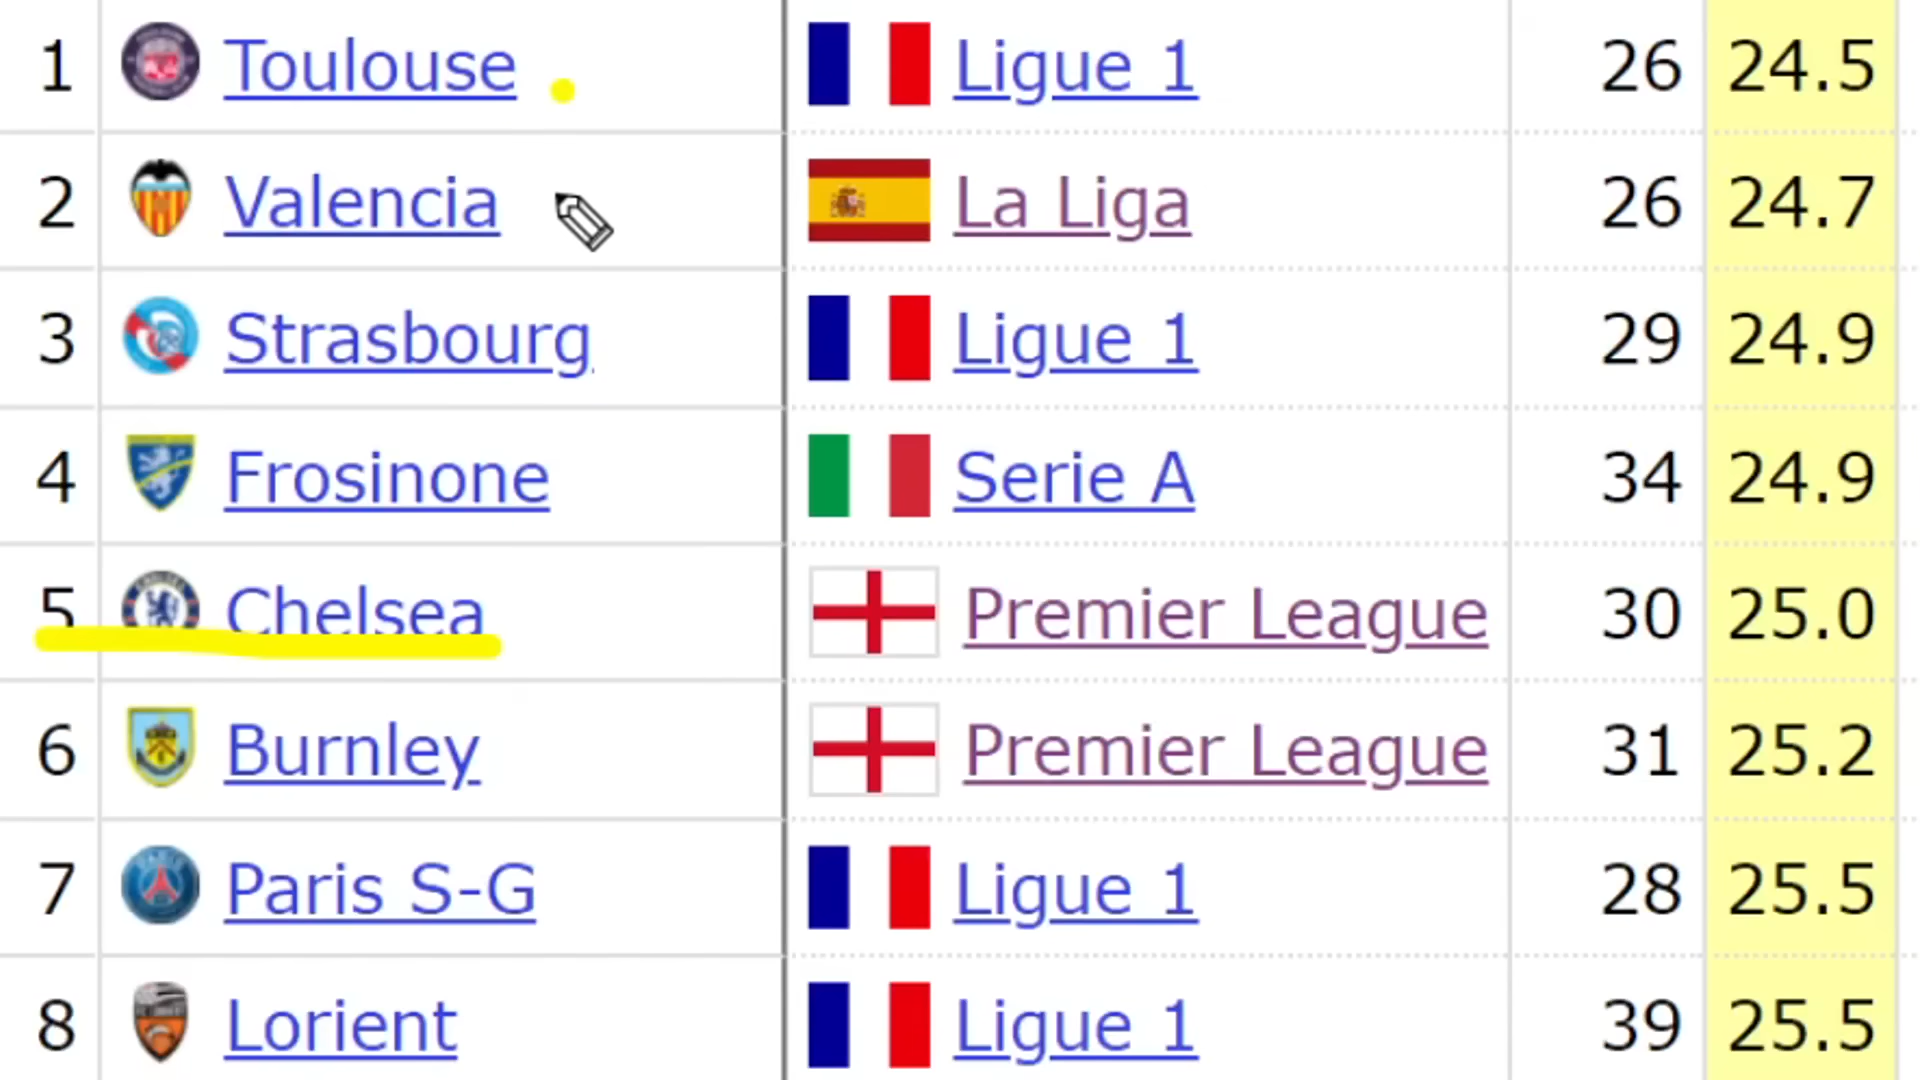 1 Toulouse Ligue 1 26 24.5
2 Valencia La Liga 26 24.7
3 Strasbourg Ligue 1 29 24.9
4 Frosinone Serie A 34 24.9
5 Chelsea Premier League 30 25.0
6 Burnley Premier League 31 25.2
7 Paris S-G Ligue 1 28 25.5
8 Lorient Ligue 1 39 25.5